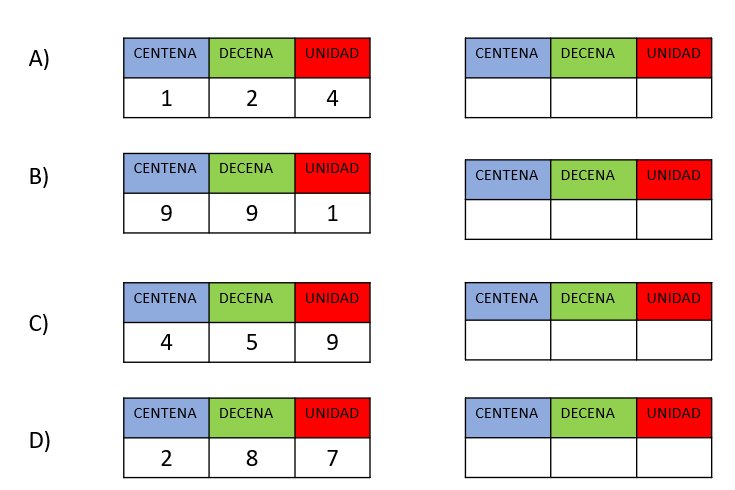 A) CENTENA DECENA UNIDAD CENTENA DECENA UNIDAD
1 2 4
B) CENTENA DECENA UNIDAD CENTENA DECENA UNIDAD
9 9 1
C) CENTENA DECENA UNIDAD CENTENA DECENA UNIDAD
4 5 9
D) CENTENA DECENA UNIDAD CENTENA DECENA UNIDAD
2 8 7